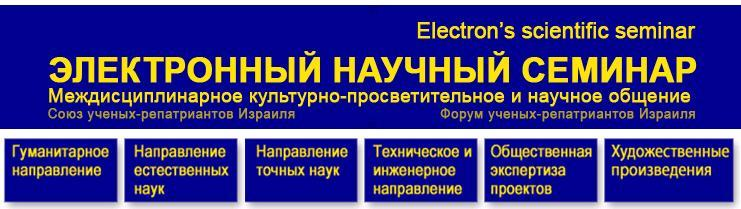 Electron's scientific seminar
ЭЛЕКТРОННЫЙ НАУЧНЫЙ СЕМИНАР
Междисциплинарное культурно-просветительное и научное общение
Союз ученых-репатриантов Израиля Форум ученых-репатриантов Израиля
Гуманитарное
направление
Направление
естественных
наук
Направление
точных наук
Техническое и
инженерное
направление
Общественная
экспертиза
проектов
Художественные
произведения